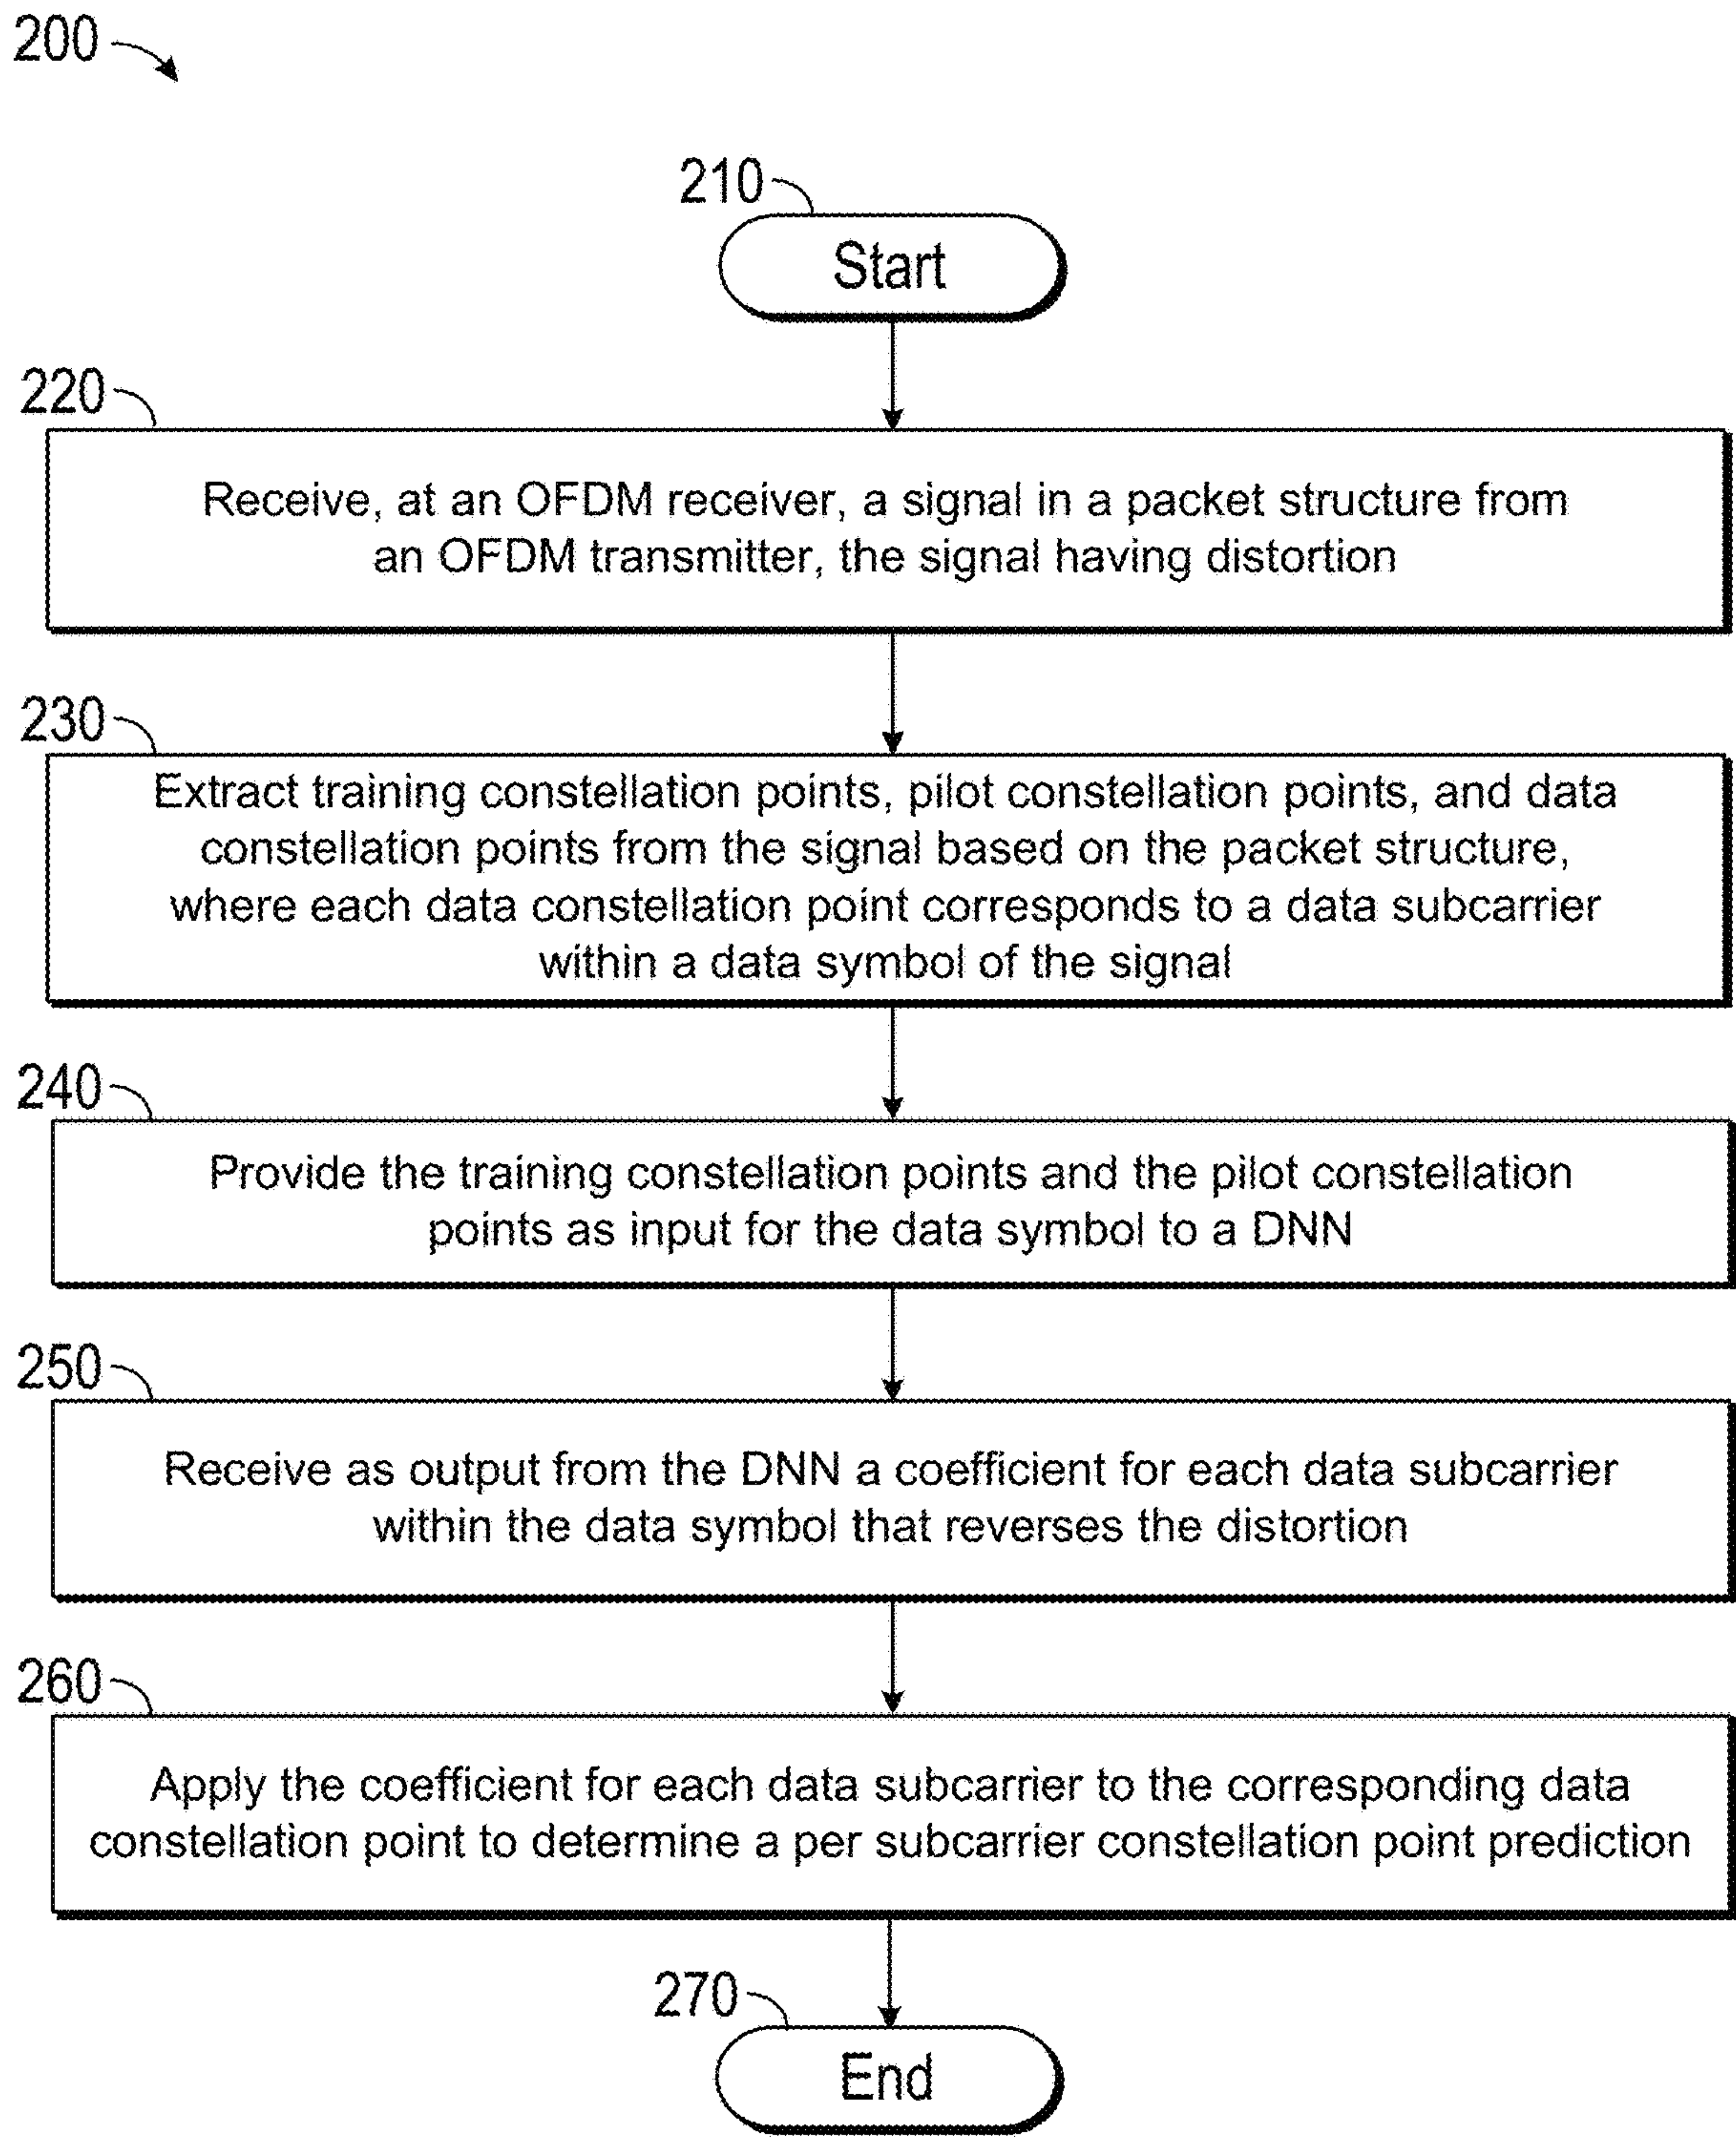 200
210
Start
220
Receive, at an OFDM receiver, a signal in a packet structure from
an OFDM transmitter, the signal having distortion
230
Extract training constellation points, pilot constellation points, and data
constellation points from the signal based on the packet structure,
where each data constellation point corresponds to a data subcarrier
within a data symbol of the signal
240
Provide the training constellation points and the pilot constellation
points as input for the data symbol to a DNN
250
Receive as output from the DNN a coefficient for each data subcarrier
within the data symbol that reverses the distortion
260
Apply the coefficient for each data subcarrier to the corresponding data
constellation point to determine a per subcarrier constellation point prediction
270
End